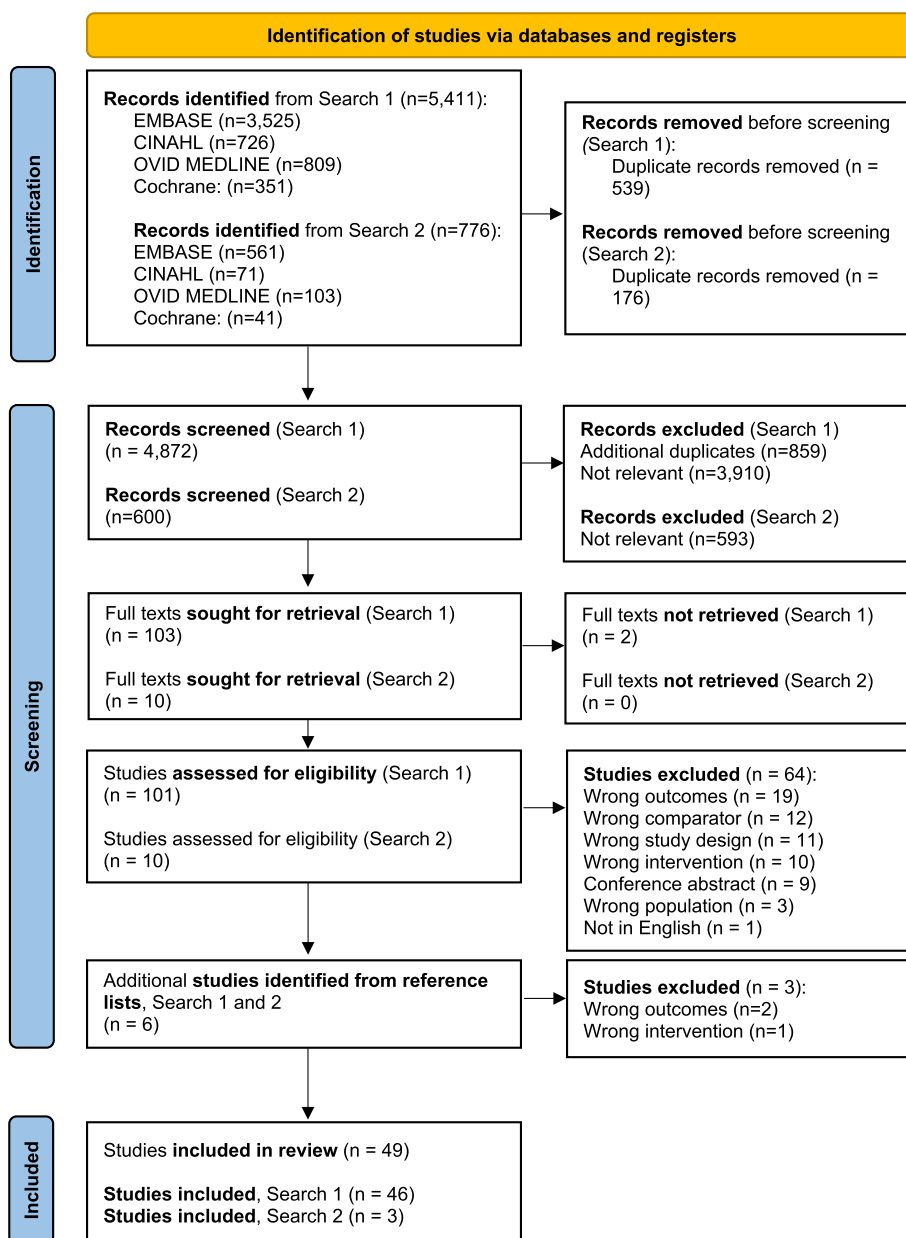 Identification of studies via databases and registers
Identification
Records identified from Search 1 (n=5,411):
EMBASE (n=3,525)
CINAHL (n=726)
OVID MEDLINE (n=809)
Cochrane: (n=351)
Records identified from Search 2 (n=776):
EMBASE (n=561)
CINAHL (n=71)
OVID MEDLINE (n=103)
Cochrane: (n=41)
Records removed before screening
(Search 1):
Duplicate records removed (n =
539)
Records removed before screening
(Search 2):
Duplicate records removed (n =
176)
Screening
Records screened (Search 1)
(n = 4,872)
Records screened (Search 2)
(n=600)
Records excluded (Search 1)
Additional duplicates (n=859)
Not relevant (n=3,910)
Records excluded (Search 2)
Not relevant (n=593)
Full texts sought for retrieval (Search 1)
(n = 103)
Full texts sought for retrieval (Search 2)
(n = 10)
Full texts not retrieved (Search 1)
(n = 2)
Full texts not retrieved (Search 2)
(n = 0)
Studies assessed for eligibility (Search 1)
(n = 101)
Studies assessed for eligibility (Search 2)
(n = 10)
Studies excluded (n = 64):
Wrong outcomes (n = 19)
Wrong comparator (n = 12)
Wrong study design (n = 11)
Wrong intervention (n = 10)
Conference abstract (n = 9)
Wrong population (n = 3)
Not in English (n = 1)
Additional studies identified from reference
lists, Search 1 and 2
(n = 6)
Studies excluded (n = 3):
Wrong outcomes (n=2)
Wrong intervention (n=1)
Included
Studies included in review (n = 49)
Studies included, Search 1 (n = 46)
Studies included, Search 2 (n = 3)